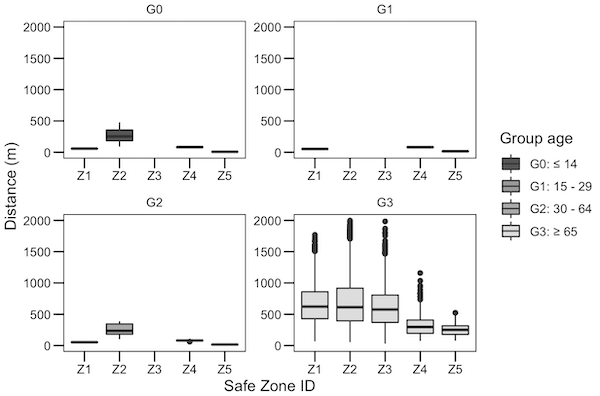 G0
G1
2000
1500
1000
500
0
Z1 Z2 Z3 Z4 Z5
2000
1500
1000
500
0
Z1 Z2 Z3 Z4 Z5
Distance (m)
G2
G3
2000
1500
1000
500
0
Z1 Z2 Z3 Z4 Z5
2000
1500
1000
500
0
Z1 Z2 Z3 Z4 Z5
Safe Zone ID
Group age
G0: ≤ 14
G1: 15 - 29
G2: 30 - 64
G3: ≥ 65